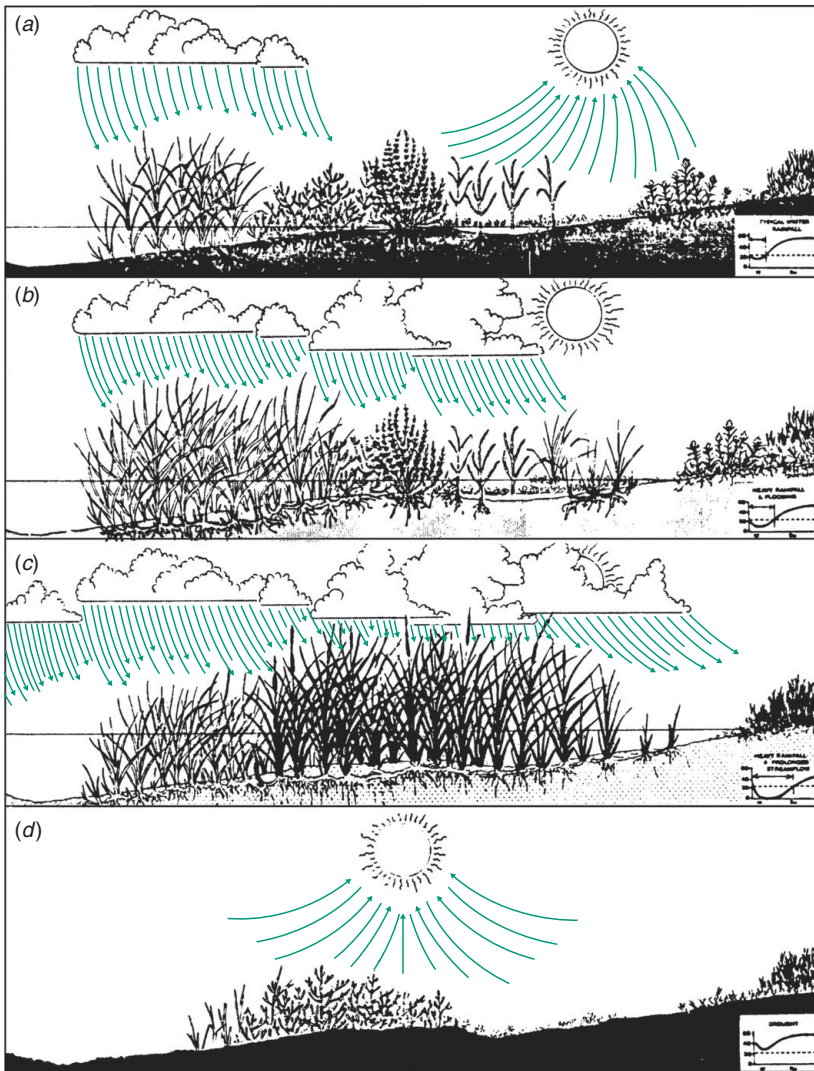 (a)
TYPICAL WINTER
RAINFALL
(b)
HEAVY RAINFALL
& FLOODING
(c)
HEAVY RAINFALL
& PROLONGED
STREAMFLOW
(d)
DROUGHT